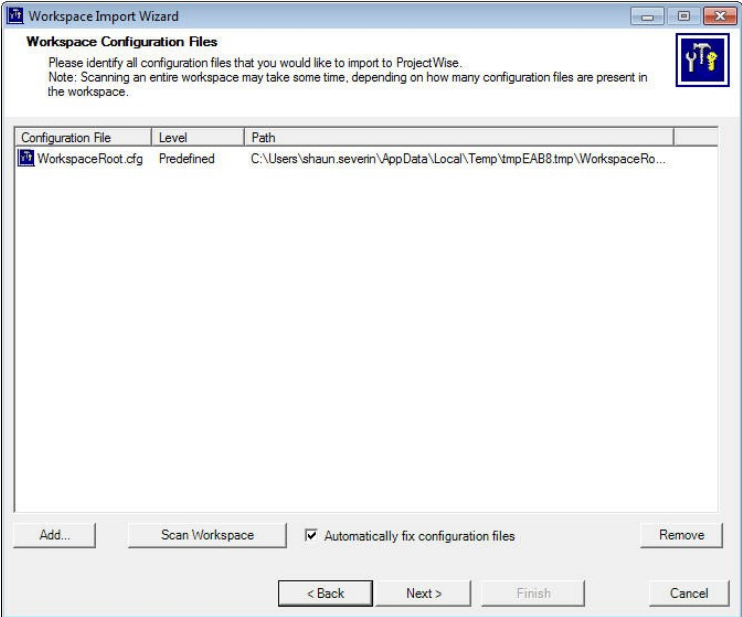 Workspace Import Wizard
Workspace Configuration Files
Please identify all configuration files that you would like to import to ProjectWise.
Note: Scanning an entire workspace may take some time, depending on how many configuration files are present in
the workspace.
Configuration File Level Path
WorkspaceRoot.cfg Predefined C:\Users\shaun.severin\AppData\Local\Temp\tmpEAB8.tmp\WorkspaceRo...
Add... Scan Workspace Automatically fix configuration files Remove
< Back Next > Finish Cancel